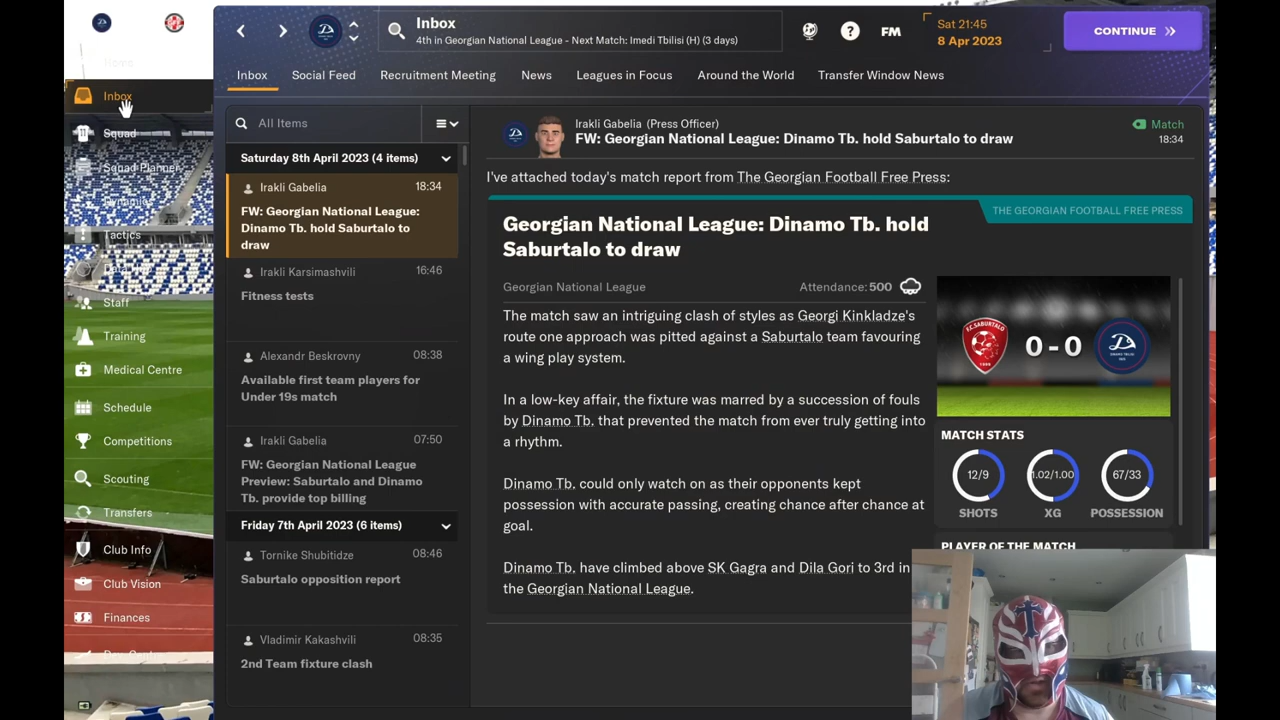 Inbox
4th in Georgian National League - Next Match: Imedi Tbilisi (H) (3 days)
FM
Sat 21:45
8 Apr 2023
CONTINUE
Inbox
Social Feed
Recruitment Meeting
News
Leagues in Focus
Around the World
Transfer Window News
Inbox
Squad
Squad Planner
Dynamics
Tactics
Data Hub
Staff
Training
Medical Centre
Schedule
Competitions
Scouting
Transfers
Club Info
Club Vision
Finances
All Items
Saturday 8th April 2023 (4 items)
Irakli Gabelia 18:34
FW: Georgian National League:
Dinamo Tb. hold Saburtalo to
draw
Irakli Karsimashvili 16:46
Fitness tests
Alexandr Beskrovny 08:38
Available first team players for
Under 19s match
Irakli Gabelia 07:50
FW: Georgian National League
Preview: Saburtalo and Dinamo
Tb. provide top billing
Friday 7th April 2023 (6 items)
Tornike Shubitidze 08:46
Saburtalo opposition report
Vladimir Kakashvili 08:35
2nd Team fixture clash
Irakli Gabelia (Press Officer)
FW: Georgian National League: Dinamo Tb. hold Saburtalo to draw
Match
18:34
I've attached today's match report from The Georgian Football Free Press:
THE GEORGIAN FOOTBALL FREE PRESS
Georgian National League: Dinamo Tb. hold
Saburtalo to draw
Georgian National League Attendance: 500
The match saw an intriguing clash of styles as Georgi Kinkladze's
route one approach was pitted against a Saburtalo team favouring
a wing play system.
In a low-key affair, the fixture was marred by a succession of fouls
by Dinamo Tb. that prevented the match from ever truly getting into
a rhythm.
Dinamo Tb. could only watch on as their opponents kept
possession with accurate passing, creating chance after chance at
goal.
Dinamo Tb. have climbed above SK Gagra and Dila Gori to 3rd in
the Georgian National League.
0 - 0
MATCH STATS
12/9
1.02/1.00
67/33
SHOTS
XG
POSSESSION
PLAYER OF THE MATCH